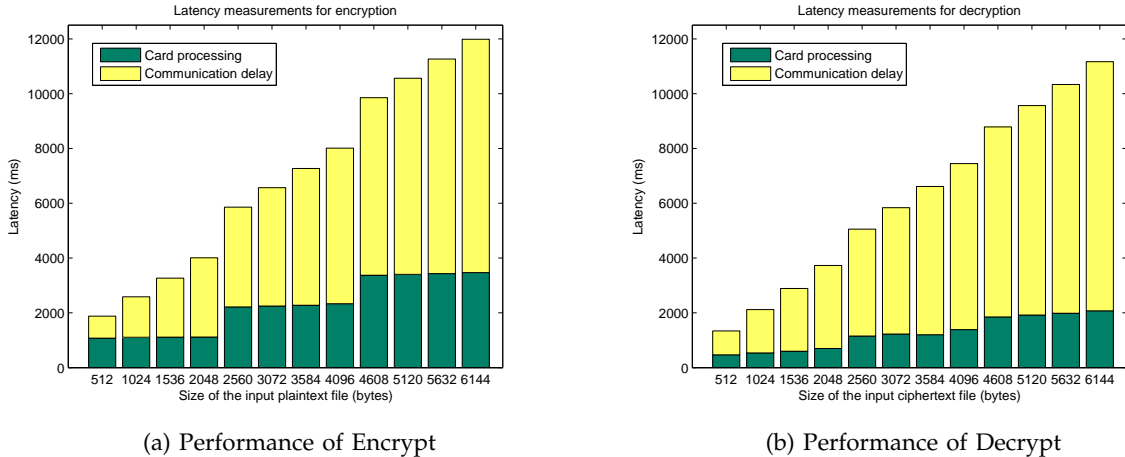 Latency measurements for encryption
12000
10000
8000
6000
4000
2000
0
Latency (ms)
Card processing
Communication delay
512 1024 1536 2048 2560 3072 3584 4096 4608 5120 5632 6144
Size of the input plaintext file (bytes)
(a) Performance of Encrypt
Latency measurements for decryption
12000
10000
8000
6000
4000
2000
0
Latency (ms)
Card processing
Communication delay
512 1024 1536 2048 2560 3072 3584 4096 4608 5120 5632 6144
Size of the input ciphertext file (bytes)
(b) Performance of Decrypt